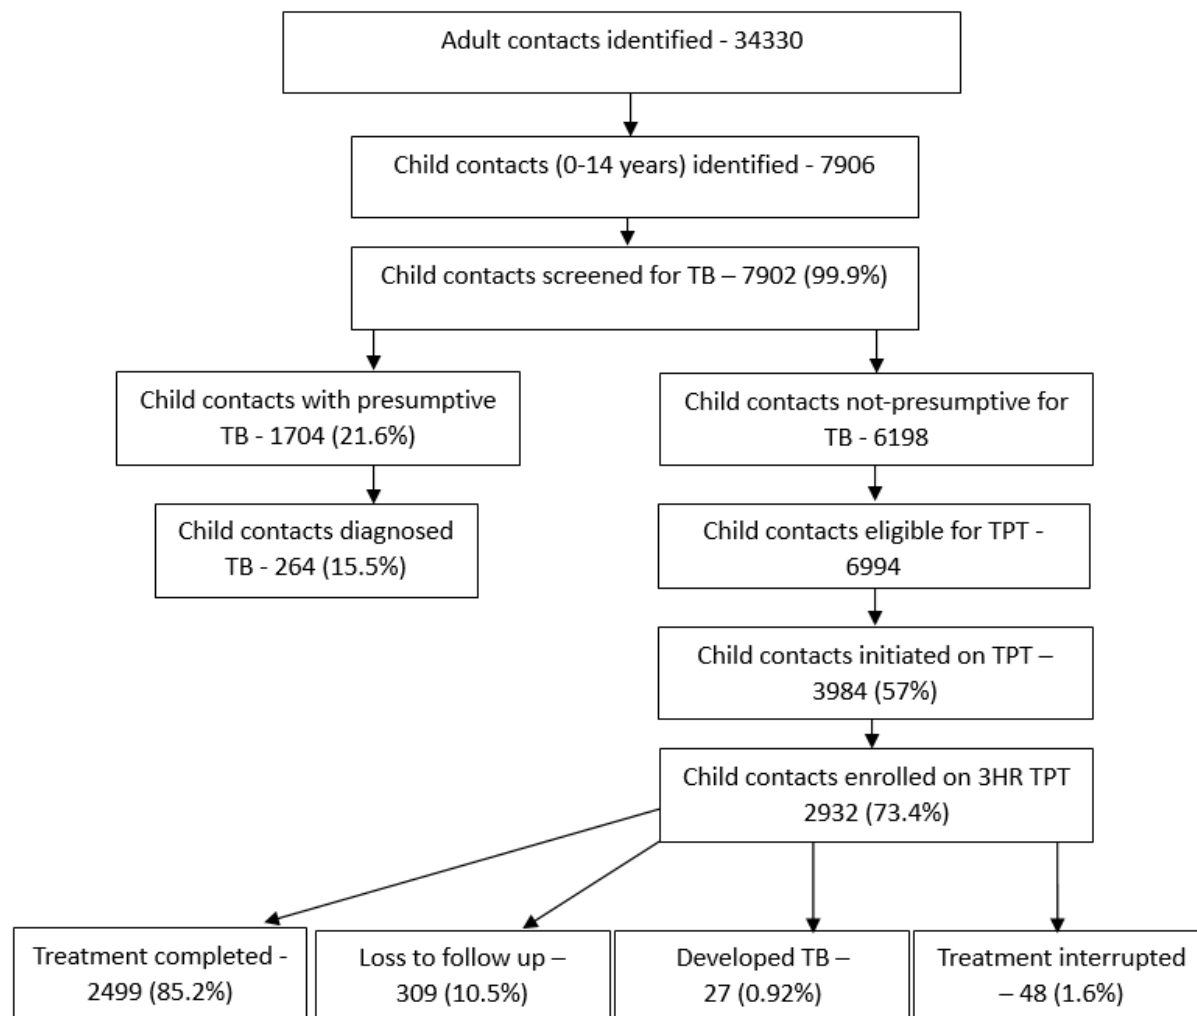 Adult contacts identified - 34330
Child contacts (0-14 years) identified - 7906
Child contacts screened for TB – 7902 (99.9%)
Child contacts with presumptive
TB - 1704 (21.6%)
Child contacts not-presumptive for
TB - 6198
Child contacts diagnosed
TB - 264 (15.5%)
Child contacts eligible for TPT -
6994
Child contacts initiated on TPT –
3984 (57%)
Child contacts enrolled on 3HR TPT
2932 (73.4%)
Treatment completed -
2499 (85.2%)
Loss to follow up –
309 (10.5%)
Developed TB –
27 (0.92%)
Treatment interrupted
– 48 (1.6%)